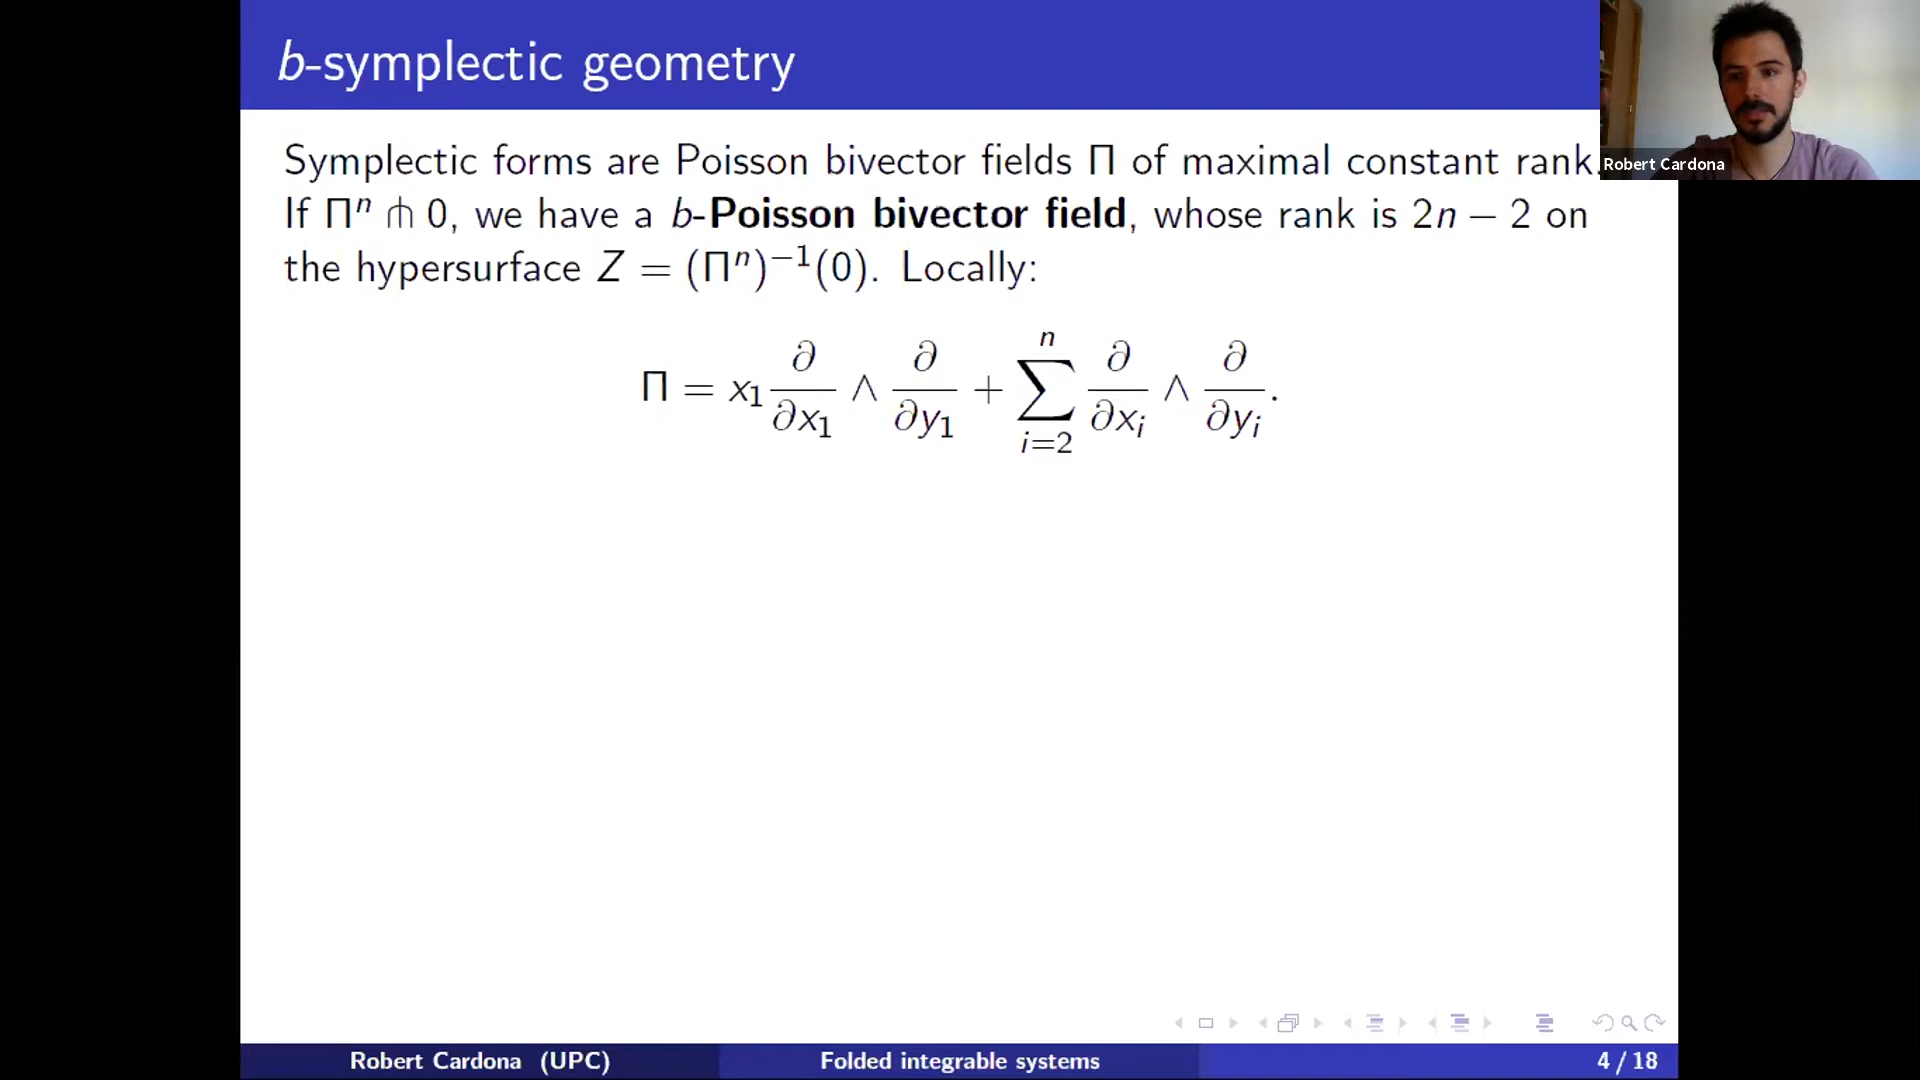 b-symplectic geometry
Symplectic forms are Poisson bivector fields Π of maximal constant rank.
If Πⁿ ⋔ 0, we have a b-Poisson bivector field, whose rank is 2n − 2 on
the hypersurface Z = (Πⁿ)⁻¹(0). Locally:
Π = x₁ ∂/∂x₁ ∧ ∂/∂y₁ + ∑ⁿᵢ₌₂ ∂/∂xᵢ ∧ ∂/∂yᵢ.
Robert Cardona
Robert Cardona (UPC) Folded integrable systems 4 / 18